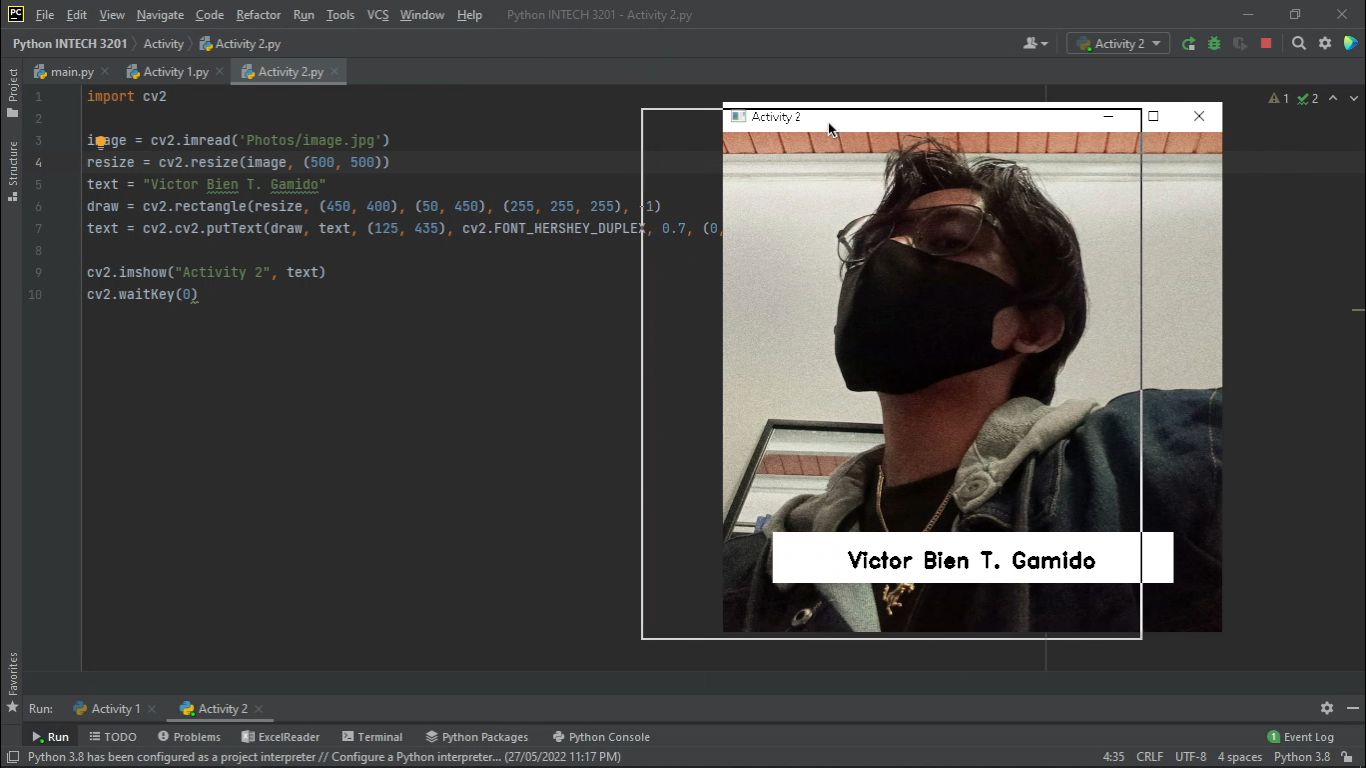 File Edit View Navigate Code Refactor Run Tools VCS Window Help Python INTECH 3201 - Activity 2.py
Python INTECH 3201 Activity Activity 2.py Activity 2
main.py Activity 1.py Activity 2.py
Project
Structure
Favorites
1 import cv2
2
3 image = cv2.imread('Photos/image.jpg')
4 resize = cv2.resize(image, (500, 500))
5 text = "Victor Bien T. Gamido"
6 draw = cv2.rectangle(resize, (450, 400), (50, 450), (255, 255, 255), -1)
7 text = cv2.cv2.putText(draw, text, (125, 435), cv2.FONT_HERSHEY_DUPLEX, 0.7, (0,
8
9 cv2.imshow("Activity 2", text)
10 cv2.waitKey(0)
1 2
Activity 2
Victor Bien T. Gamido
Run: Activity 1 Activity 2
Run TODO Problems ExcelReader Terminal Python Packages Python Console 1 Event Log
Python 3.8 has been configured as a project interpreter // Configure a Python interpreter... (27/05/2022 11:17 PM) 4:35 CRLF UTF-8 4 spaces Python 3.8